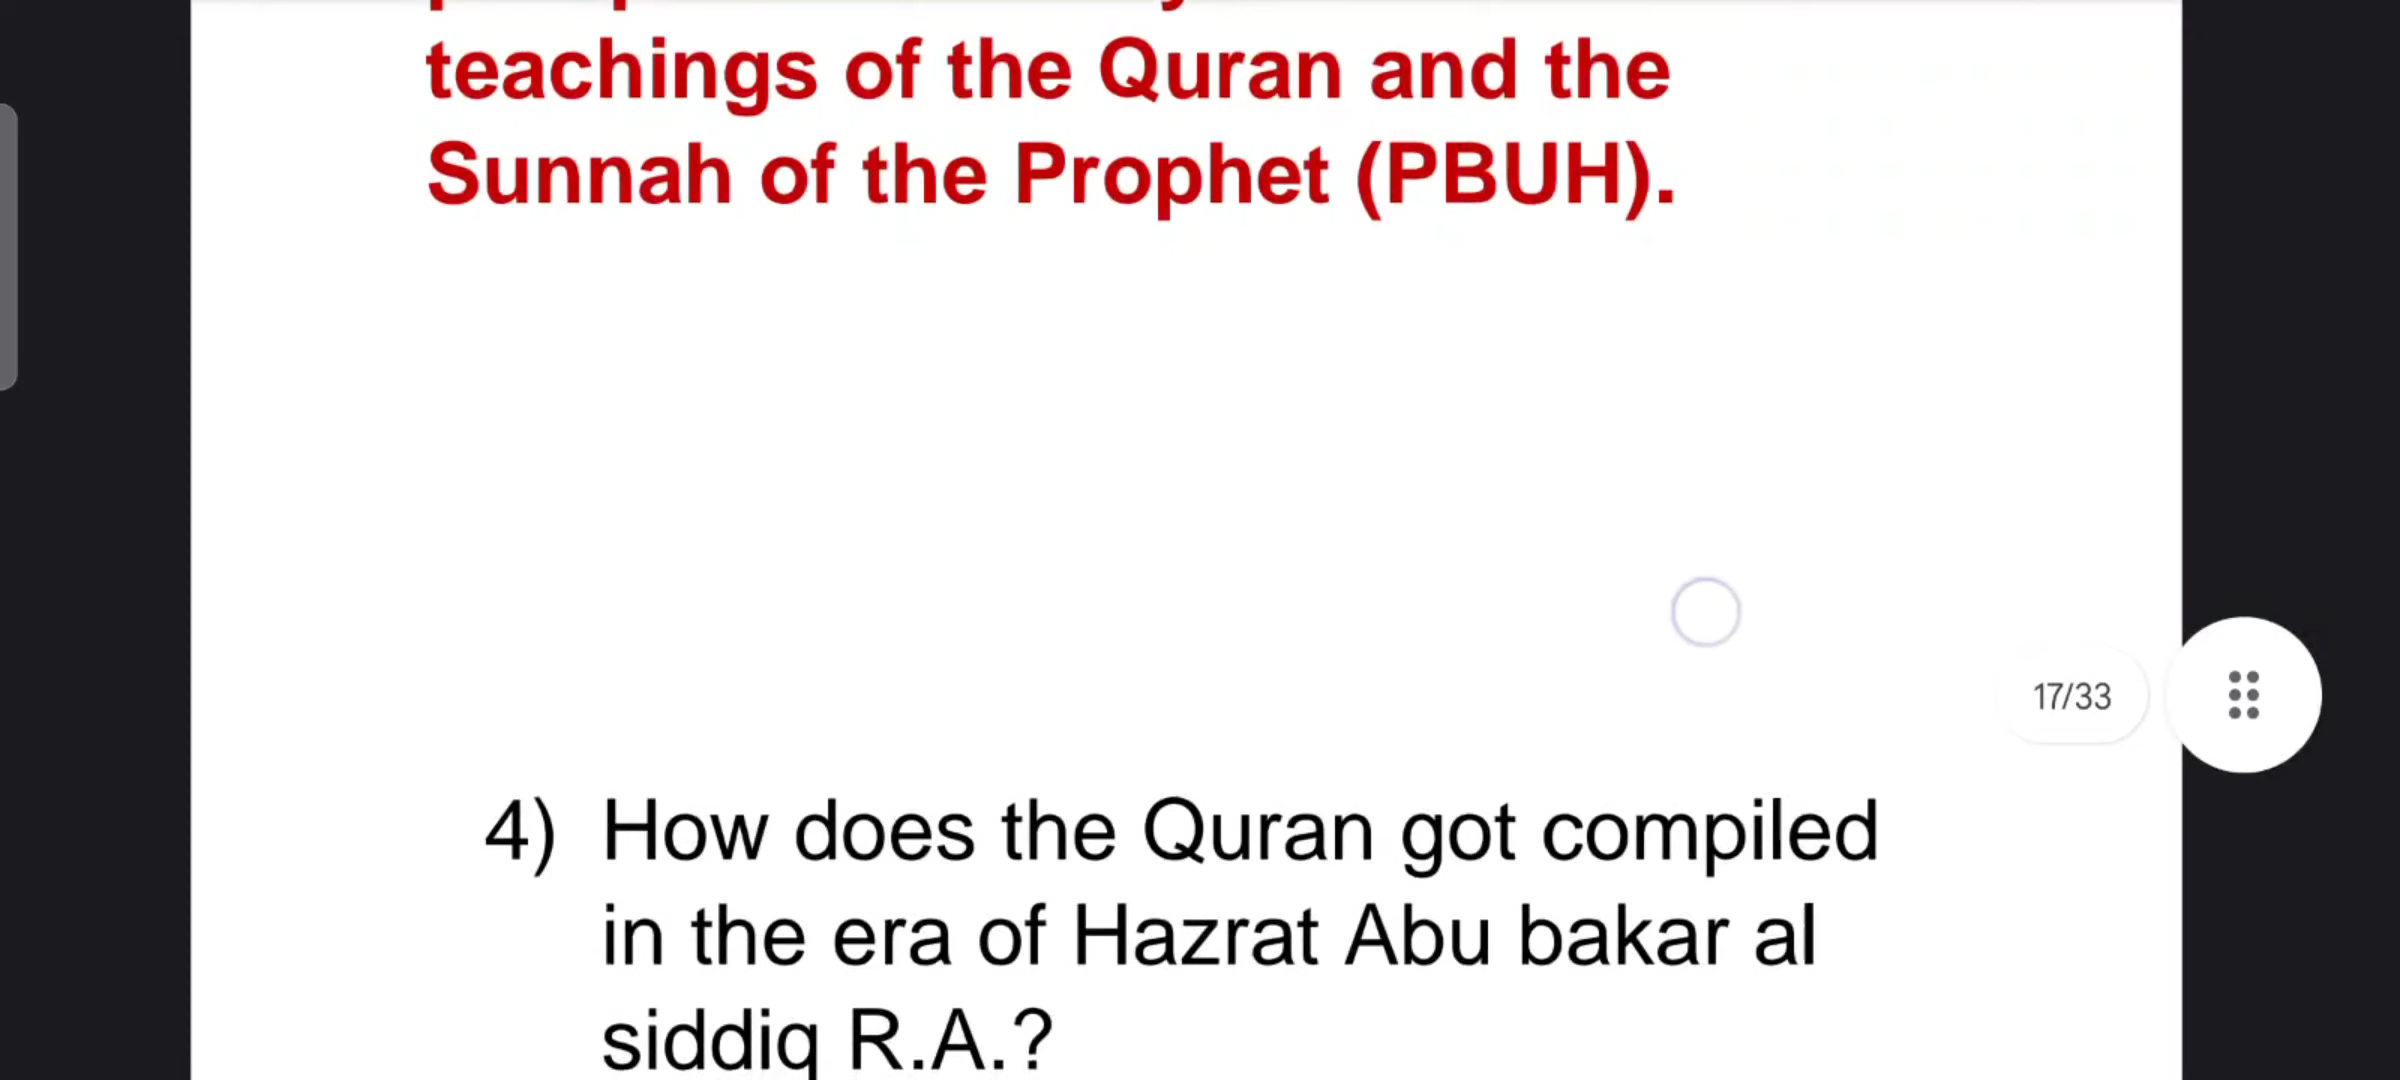 teachings of the Quran and the
Sunnah of the Prophet (PBUH).
17/33
4) How does the Quran got compiled
in the era of Hazrat Abu bakar al
siddiq R.A.?